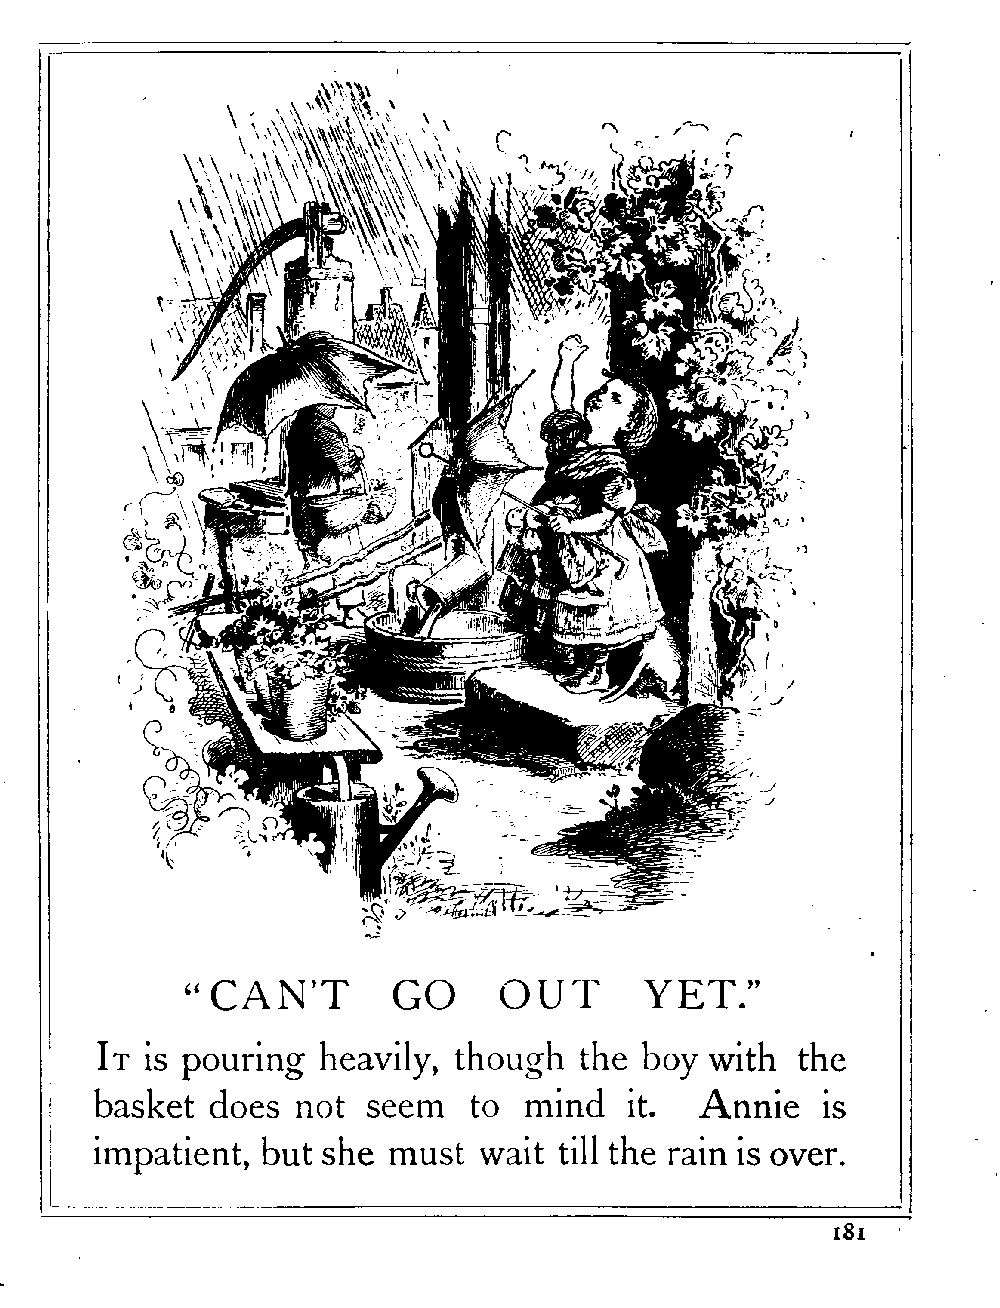 “CAN’T GO OUT YET.”
IT is pouring heavily, though the boy with the
basket does not seem to mind it. Annie is
impatient, but she must wait till the rain is over.
181